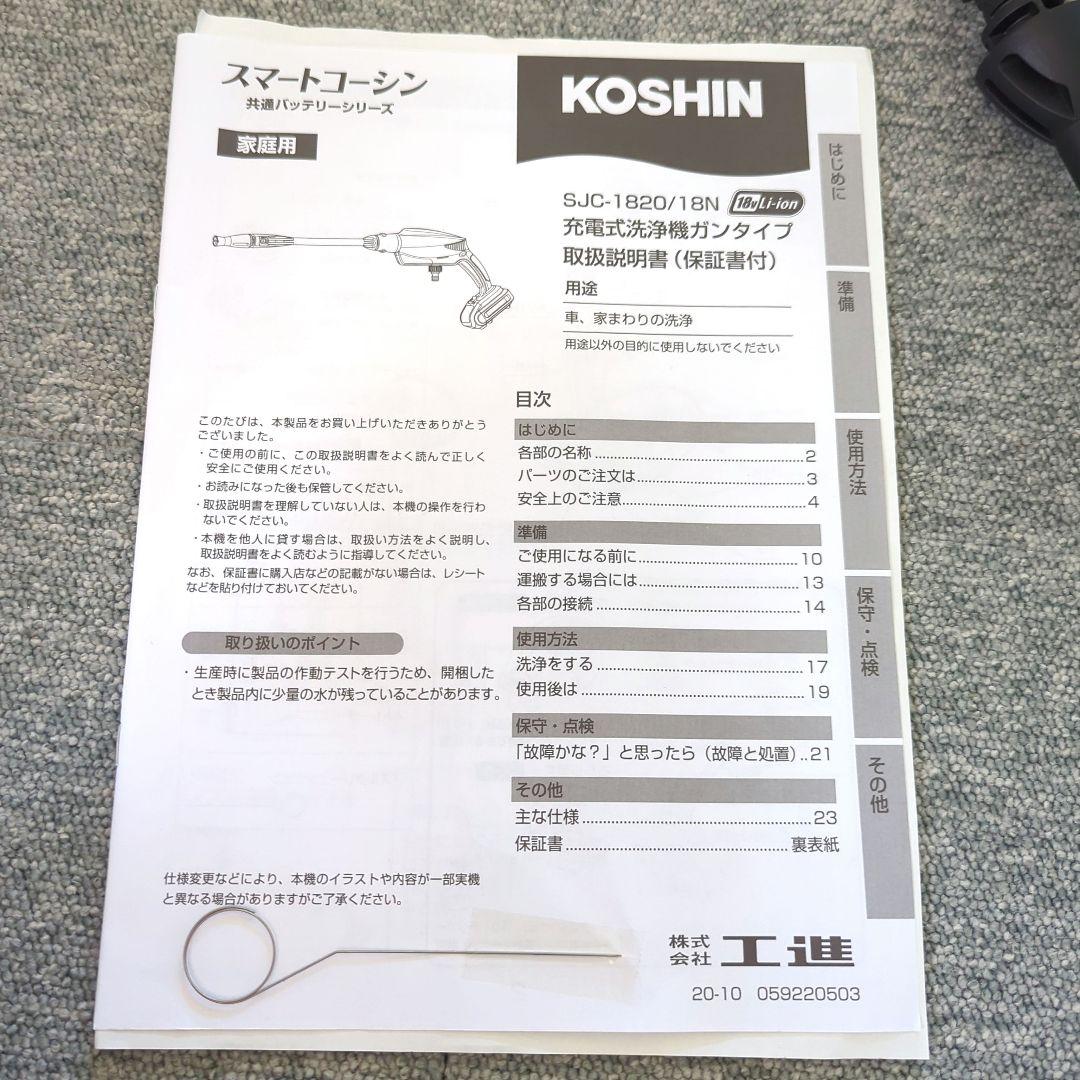 スマートコーシン
共通バッテリーシリーズ
家庭用
KOSHIN
SJC-1820/18N 18v Li-ion
充電式洗浄機ガンタイプ
取扱説明書（保証書付）
用途
車、家まわりの洗浄
用途以外の目的に使用しないでください
このたびは、本製品をお買い上げいただきありがとう
ございました。
・ご使用の前に、この取扱説明書をよく読んで正しく
安全にご使用ください。
・お読みになった後も保管してください。
・取扱説明書を理解していない人は、本機の操作を行わ
ないでください。
・本機を他人に貸す場合は、取扱い方法をよく説明し、
取扱説明書をよく読むように指導してください。
なお、保証書に購入店などの記載がない場合は、レシート
などを貼り付けておいてください。
取り扱いのポイント
・生産時に製品の作動テストを行うため、開梱した
とき製品内に少量の水が残っていることがあります。
目次
はじめに
各部の名称.....2
パーツのご注文は.....3
安全上のご注意.....4
準備
ご使用になる前に.....10
運搬する場合には.....13
各部の接続.....14
使用方法
洗浄をする.....17
使用後は.....19
保守・点検
「故障かな？」と思ったら（故障と処置）..21
その他
主な仕様.....23
保証書.....裏表紙
はじめに
準備
使用方法
保守・点検
その他
仕様変更などにより、本機のイラストや内容が一部実機
と異なる場合がありますがご了承ください。
株式会社 工進
20-10 059220503